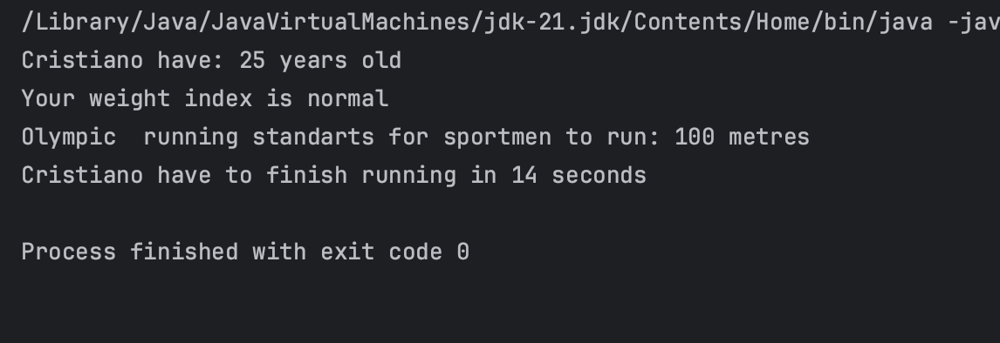 /Library/Java/JavaVirtualMachines/jdk-21.jdk/Contents/Home/bin/java -jav
Cristiano have: 25 years old
Your weight index is normal
Olympic  running standarts for sportmen to run: 100 metres
Cristiano have to finish running in 14 seconds
Process finished with exit code 0